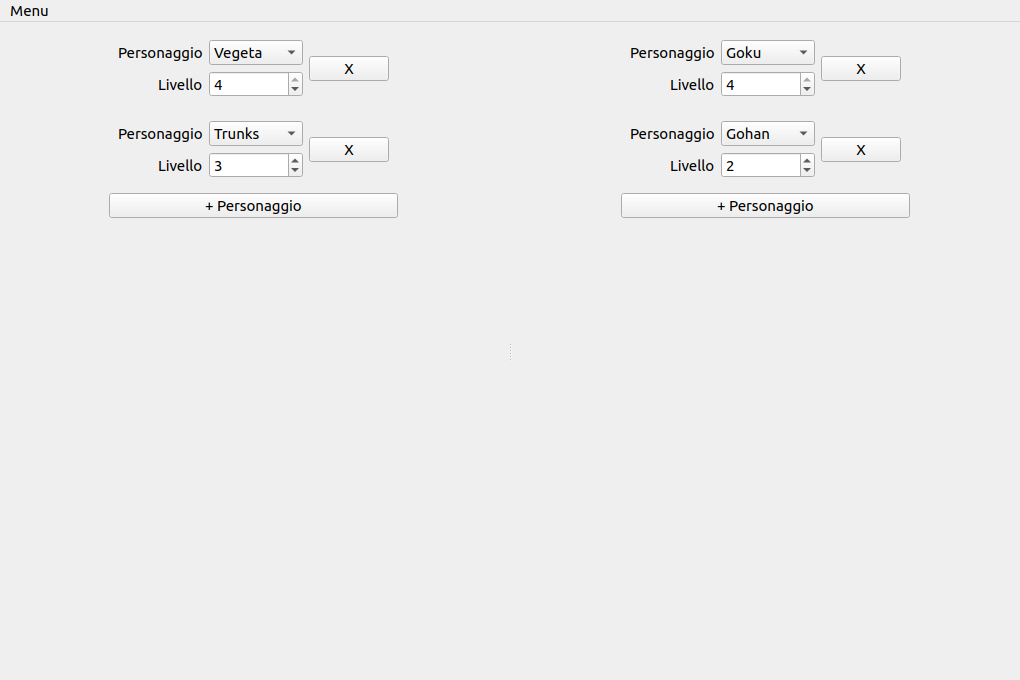 Menu
Personaggio Vegeta
X
Livello 4
Personaggio Trunks
X
Livello 3
+ Personaggio
Personaggio Goku
X
Livello 4
Personaggio Gohan
X
Livello 2
+ Personaggio